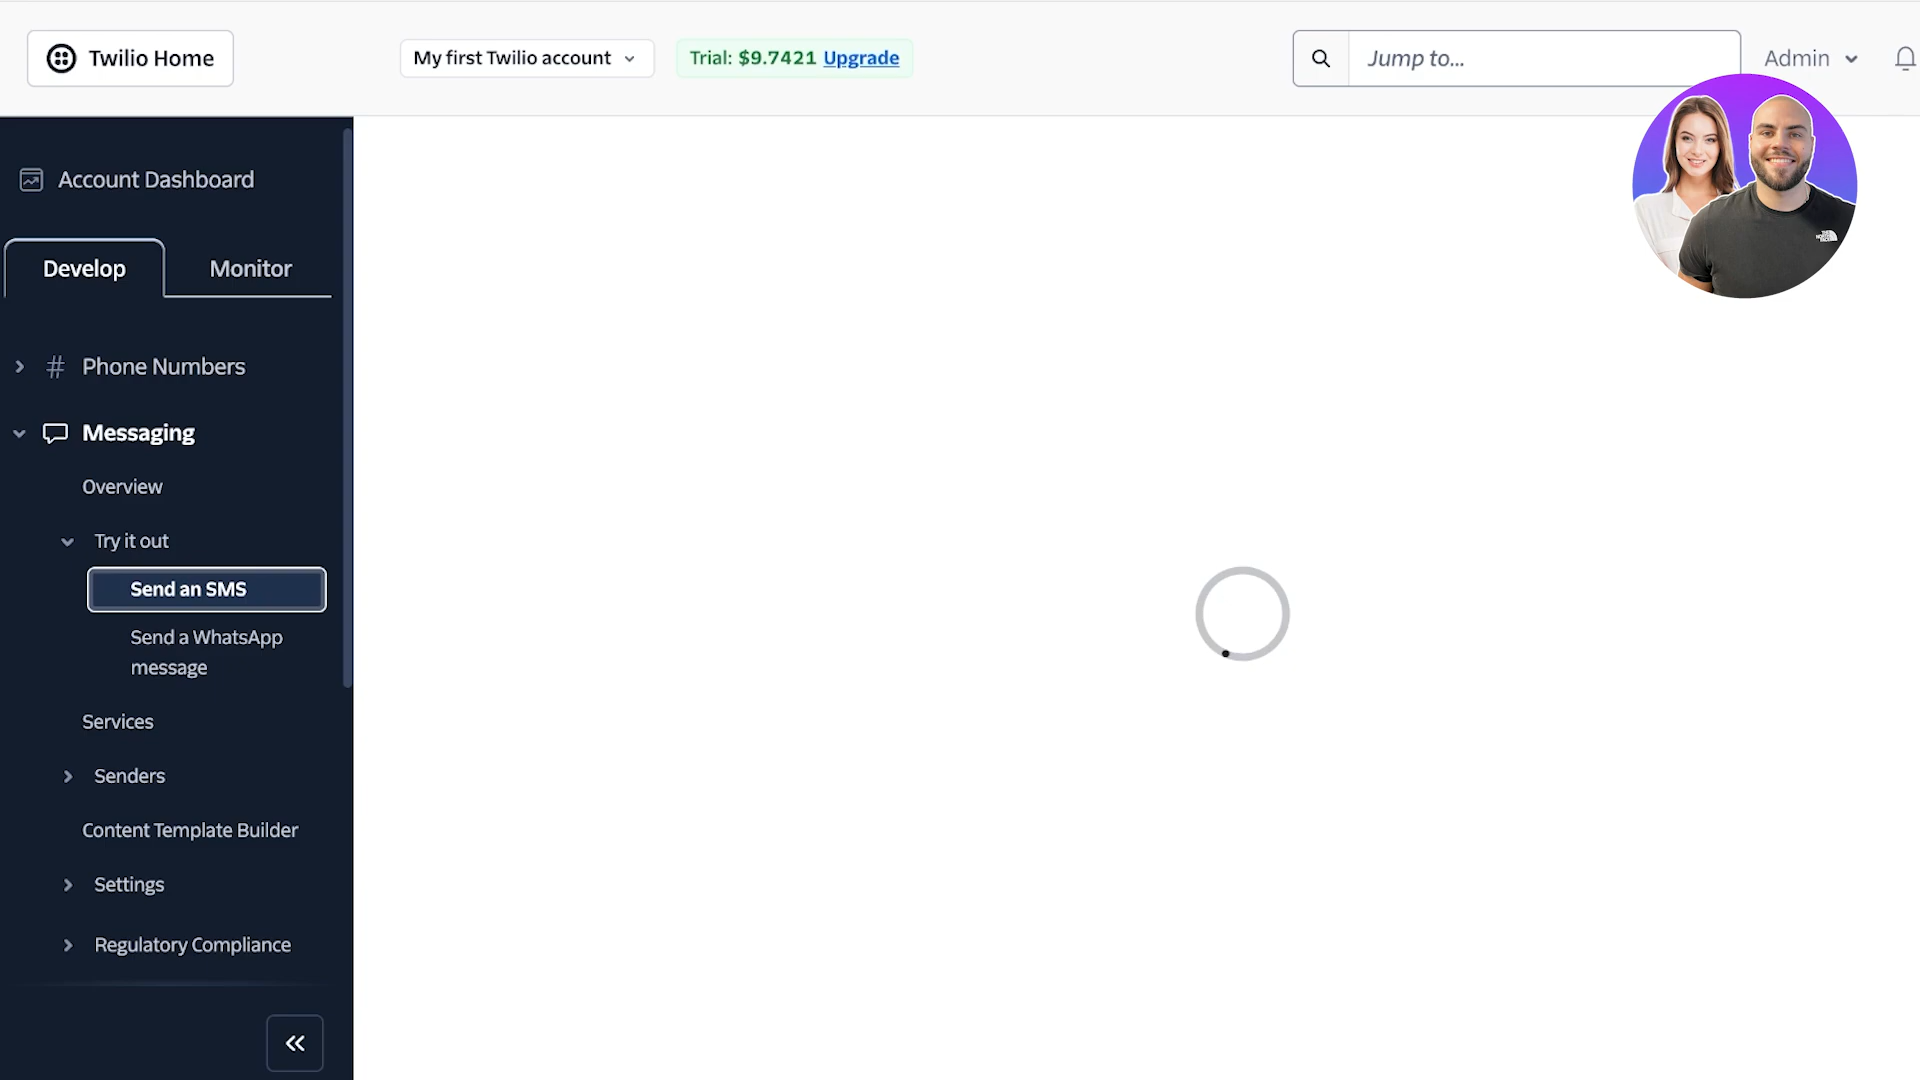 Twilio Home
My first Twilio account
Trial: $9.7421 Upgrade
Jump to...
Admin
Account Dashboard
Develop
Monitor
# Phone Numbers
Messaging
Overview
Try it out
Send an SMS
Send a WhatsApp
message
Services
Senders
Content Template Builder
Settings
Regulatory Compliance